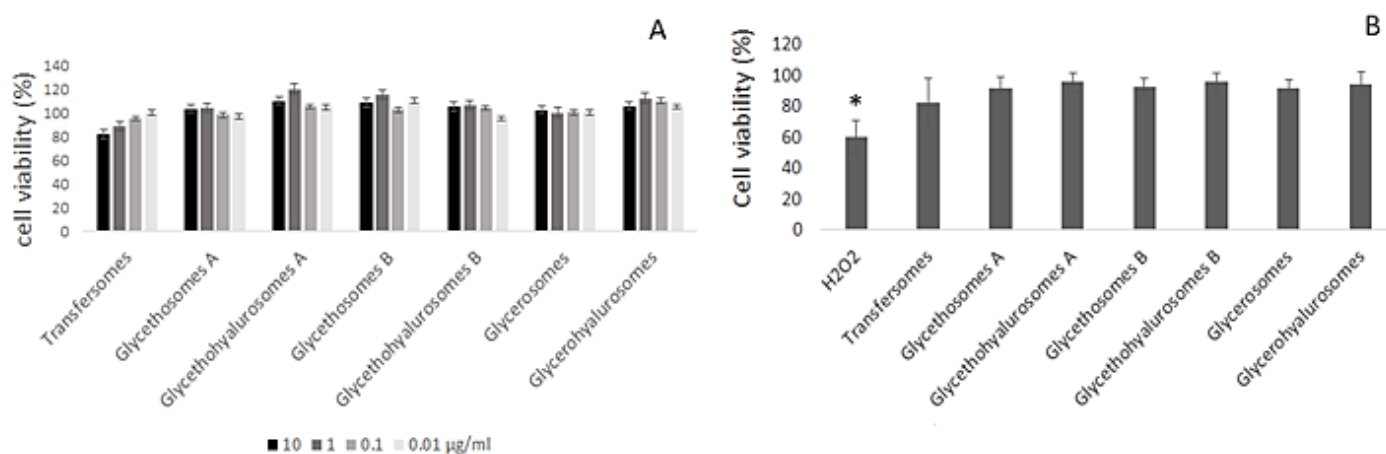 A
cell viability (%)
140
120
100
80
60
40
20
0
Transfersomes
Glycethosomes A
Glycethohyalurosomes A
Glycethosomes B
Glycethohyalurosomes B
Glycerosomes
Glycerohyalurosomes
10 1 0.1 0.01 µg/ml
B
Cell viability (%)
120
100
80
60
40
20
0
*
H2O2
Transfersomes
Glycethosomes A
Glycethohyalurosomes A
Glycethosomes B
Glycethohyalurosomes B
Glycerosomes
Glycerohyalurosomes